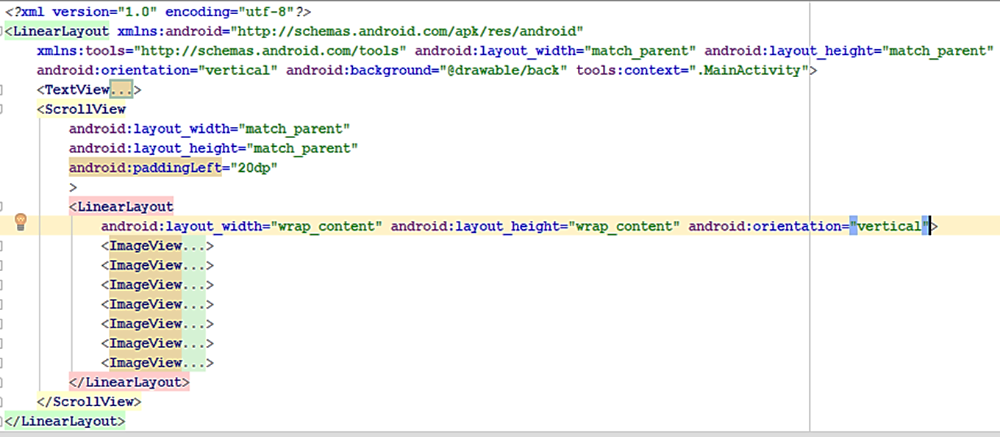 <?xml version="1.0" encoding="utf-8"?>
<LinearLayout xmlns:android="http://schemas.android.com/apk/res/android"
    xmlns:tools="http://schemas.android.com/tools" android:layout_width="match_parent" android:layout_height="match_parent"
    android:orientation="vertical" android:background="@drawable/back" tools:context=".MainActivity">
    <TextView...>
    <ScrollView
        android:layout_width="match_parent"
        android:layout_height="match_parent"
        android:paddingLeft="20dp"
        >
        <LinearLayout
            android:layout_width="wrap_content" android:layout_height="wrap_content" android:orientation="vertical">
            <ImageView...>
            <ImageView...>
            <ImageView...>
            <ImageView...>
            <ImageView...>
            <ImageView...>
            <ImageView...>
        </LinearLayout>
    </ScrollView>
</LinearLayout>